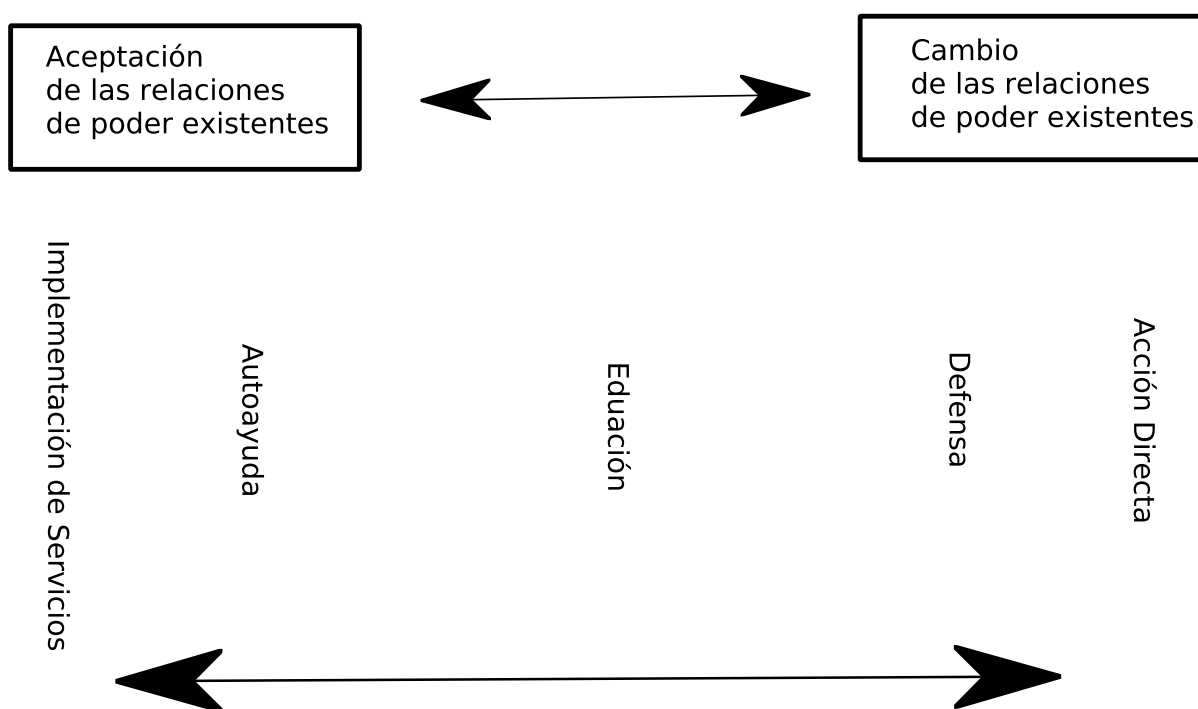 Aceptación
de las relaciones
de poder existentes
Cambio
de las relaciones
de poder existentes
Implementación de Servicios
Autoayuda
Eduación
Defensa
Acción Directa